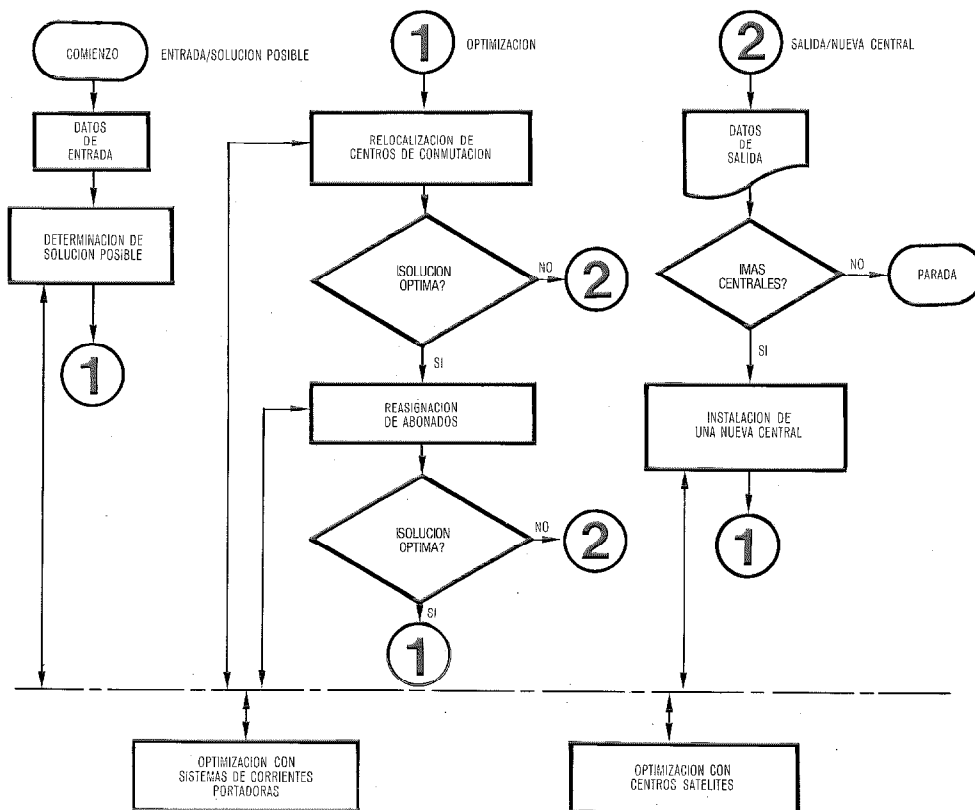 COMIENZO
ENTRADA/SOLUCION POSIBLE
DATOS
DE
ENTRADA
DETERMINACION DE
SOLUCION POSIBLE
1
1
OPTIMIZACION
RELOCALIZACION DE
CENTROS DE CONMUTACION
ISOLUCION
OPTIMA?
NO
2
SI
REASIGNACION
DE ABONADOS
ISOLUCION
OPTIMA?
NO
2
SI
1
2
SALIDA/NUEVA CENTRAL
DATOS
DE
SALIDA
IMAS
CENTRALES?
NO
PARADA
SI
INSTALACION DE
UNA NUEVA CENTRAL
1
OPTIMIZACION CON
SISTEMAS DE CORRIENTES
PORTADORAS
OPTIMIZACION CON
CENTROS SATELITES